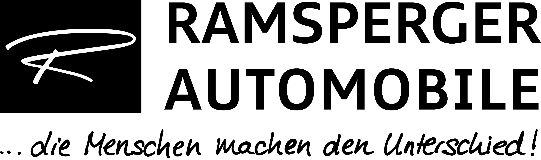 RAMSPERGER
AUTOMOBILE
...die Menschen machen den Unterschied!